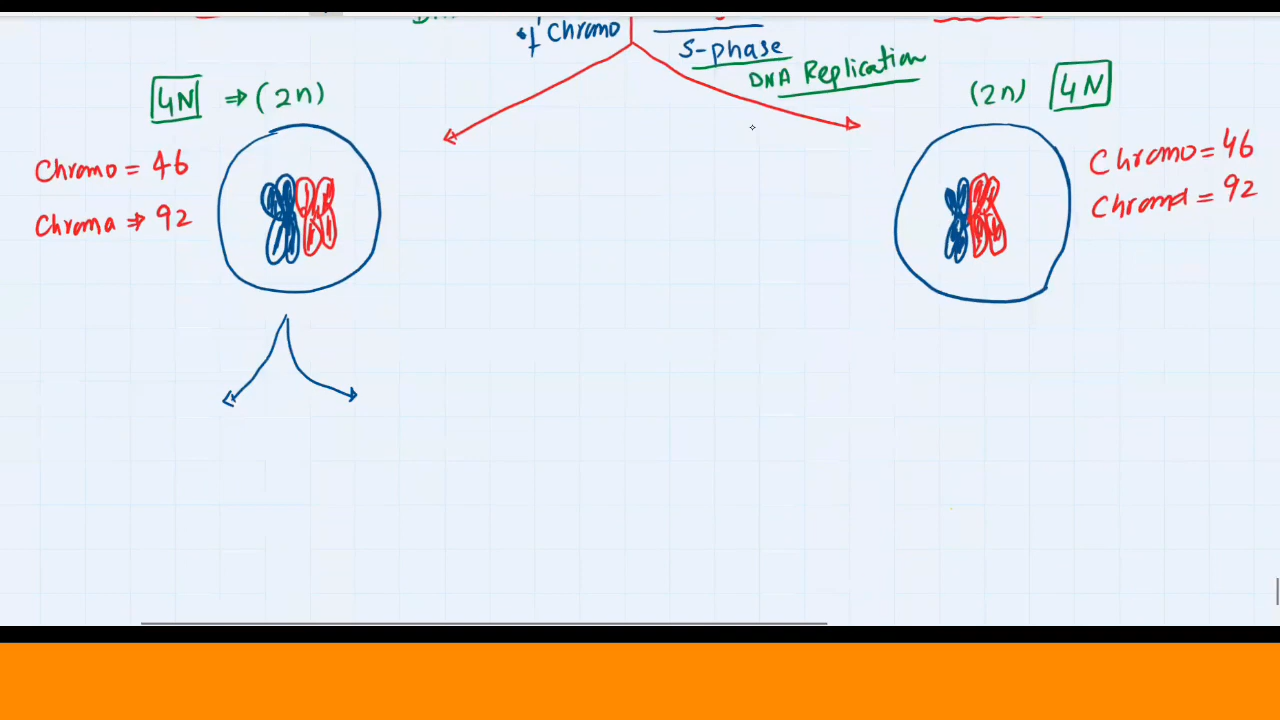 Chromo
S-phase
DNA Replication
4N ⇒ (2n)
(2n) 4N
Chromo = 46
Chroma ⇒ 92
Chromo = 46
Chromd = 92